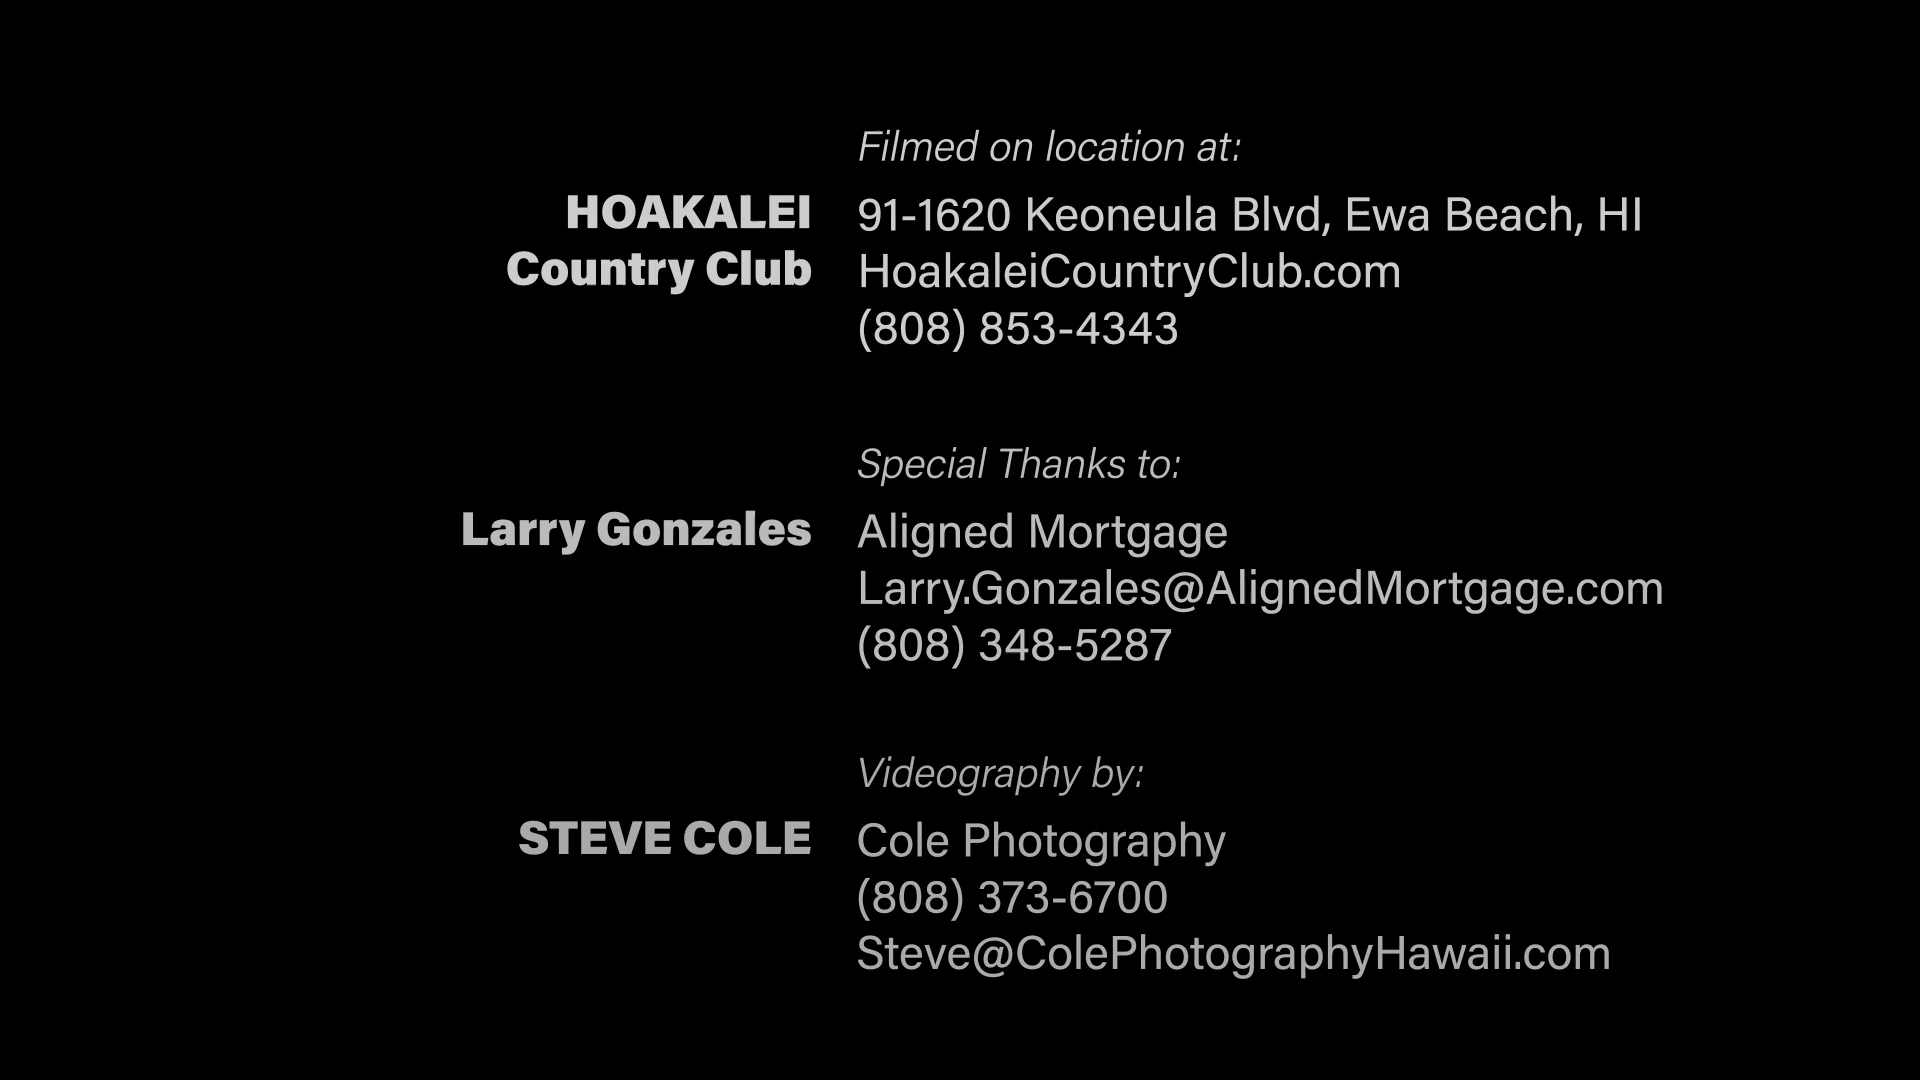 Filmed on location at:
HOAKALEI 91-1620 Keoneula Blvd, Ewa Beach, HI
Country Club HoakaleiCountryClub.com
(808) 853-4343
Special Thanks to:
Larry Gonzales Aligned Mortgage
Larry.Gonzales@AlignedMortgage.com
(808) 348-5287
Videography by:
STEVE COLE Cole Photography
(808) 373-6700
Steve@ColePhotographyHawaii.com